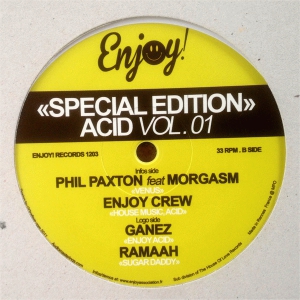 Enjoy!
«SPECIAL EDITION»
ACID VOL. 01
ENJOY! RECORDS 1203
33 RPM . B SIDE
Infos side
PHIL PAXTON feat MORGASM
«VENUS»
ENJOY CREW
«HOUSE MUSIC, ACID»
Logo side
GANEZ
«ENJOY ACID»
RAMAAH
«SUGAR DADDY»